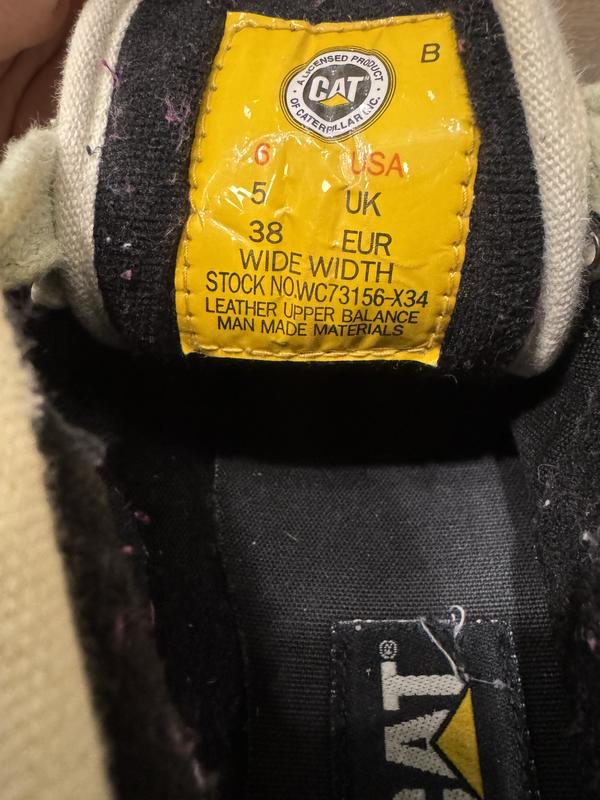 B
A LICENSED PRODUCT
CAT
OF CATERPILLAR INC.
6 USA
5 UK
38 EUR
WIDE WIDTH
STOCK NO.WC73156-X34
LEATHER UPPER BALANCE
MAN MADE MATERIALS
CAT®